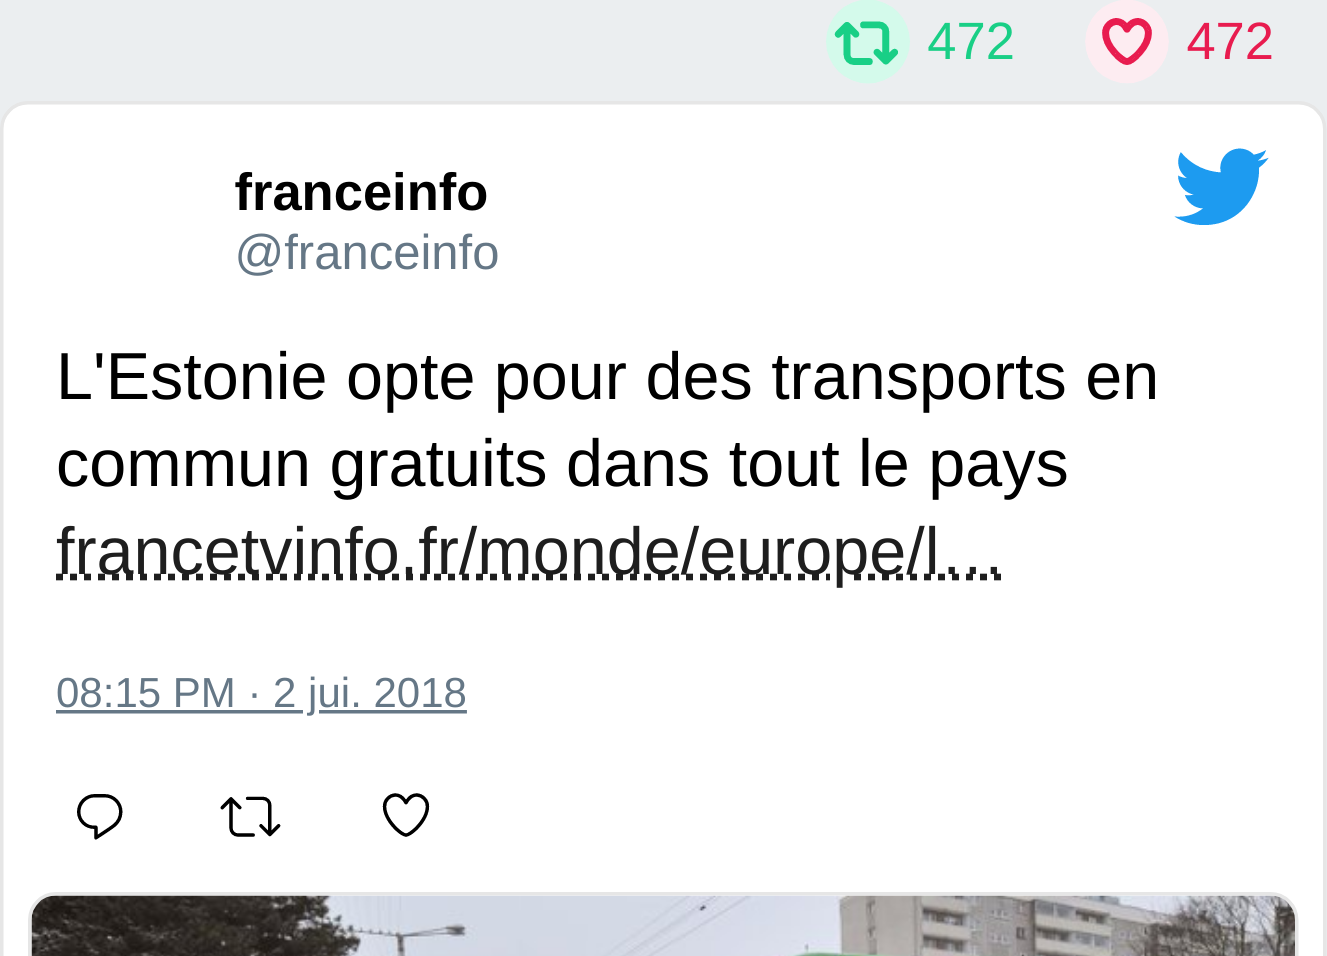 472 472
franceinfo
@franceinfo
L'Estonie opte pour des transports en
commun gratuits dans tout le pays
francetvinfo.fr/monde/europe/l...
08:15 PM · 2 jui. 2018